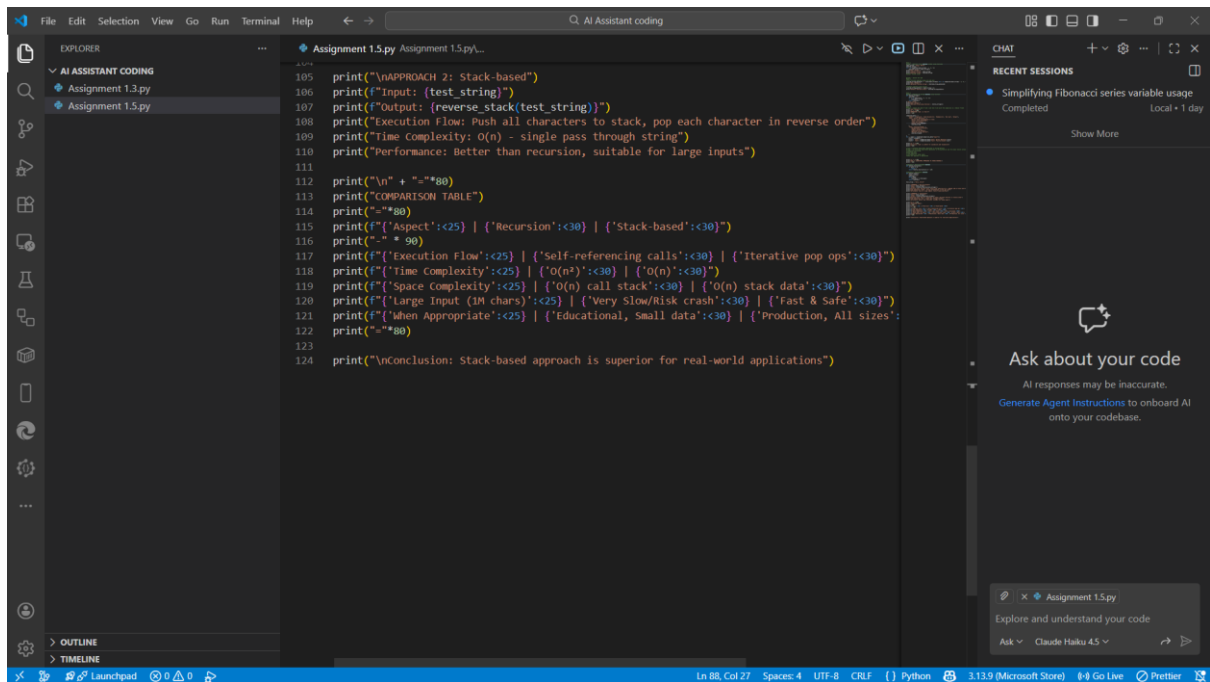 File Edit Selection View Go Run Terminal Help
AI Assistant coding
EXPLORER
AI ASSISTANT CODING
Assignment 1.3.py
Assignment 1.5.py
OUTLINE
TIMELINE
Assignment 1.5.py Assignment 1.5.py\...
105 print("\nAPPROACH 2: Stack-based")
106 print(f"Input: {test_string}")
107 print(f"Output: {reverse_stack(test_string)}")
108 print("Execution Flow: Push all characters to stack, pop each character in reverse order")
109 print("Time Complexity: O(n) - single pass through string")
110 print("Performance: Better than recursion, suitable for large inputs")
111
112 print("\n" + "="*80)
113 print("COMPARISON TABLE")
114 print("="*80)
115 print(f"{'Aspect':<25} | {'Recursion':<30} | {'Stack-based':<30}")
116 print("-" * 90)
117 print(f"{'Execution Flow':<25} | {'Self-referencing calls':<30} | {'Iterative pop ops':<30}")
118 print(f"{'Time Complexity':<25} | {'O(n²)':<30} | {'O(n)':<30}")
119 print(f"{'Space Complexity':<25} | {'O(n) call stack':<30} | {'O(n) stack data':<30}")
120 print(f"{'Large Input (1M chars)':<25} | {'Very Slow/Risk crash':<30} | {'Fast & Safe':<30}")
121 print(f"{'When Appropriate':<25} | {'Educational, Small data':<30} | {'Production, All sizes':
122 print("="*80)
123
124 print("\nConclusion: Stack-based approach is superior for real-world applications")
CHAT
RECENT SESSIONS
Simplifying Fibonacci series variable usage
Completed Local • 1 day
Show More
Ask about your code
AI responses may be inaccurate.
Generate Agent Instructions to onboard AI
onto your codebase.
Assignment 1.5.py
Explore and understand your code
Ask Claude Haiku 4.5
Launchpad 0 0 Ln 88, Col 27 Spaces: 4 UTF-8 CRLF {} Python 3.13.9 (Microsoft Store) Go Live Prettier